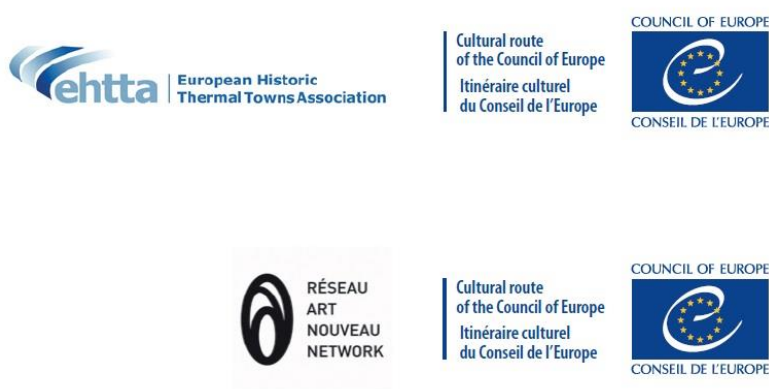 ehtta
European Historic
Thermal Towns Association
Cultural route
of the Council of Europe
Itinéraire culturel
du Conseil de l'Europe
COUNCIL OF EUROPE
CONSEIL DE L'EUROPE
RÉSEAU
ART
NOUVEAU
NETWORK
Cultural route
of the Council of Europe
Itinéraire culturel
du Conseil de l'Europe
COUNCIL OF EUROPE
CONSEIL DE L'EUROPE